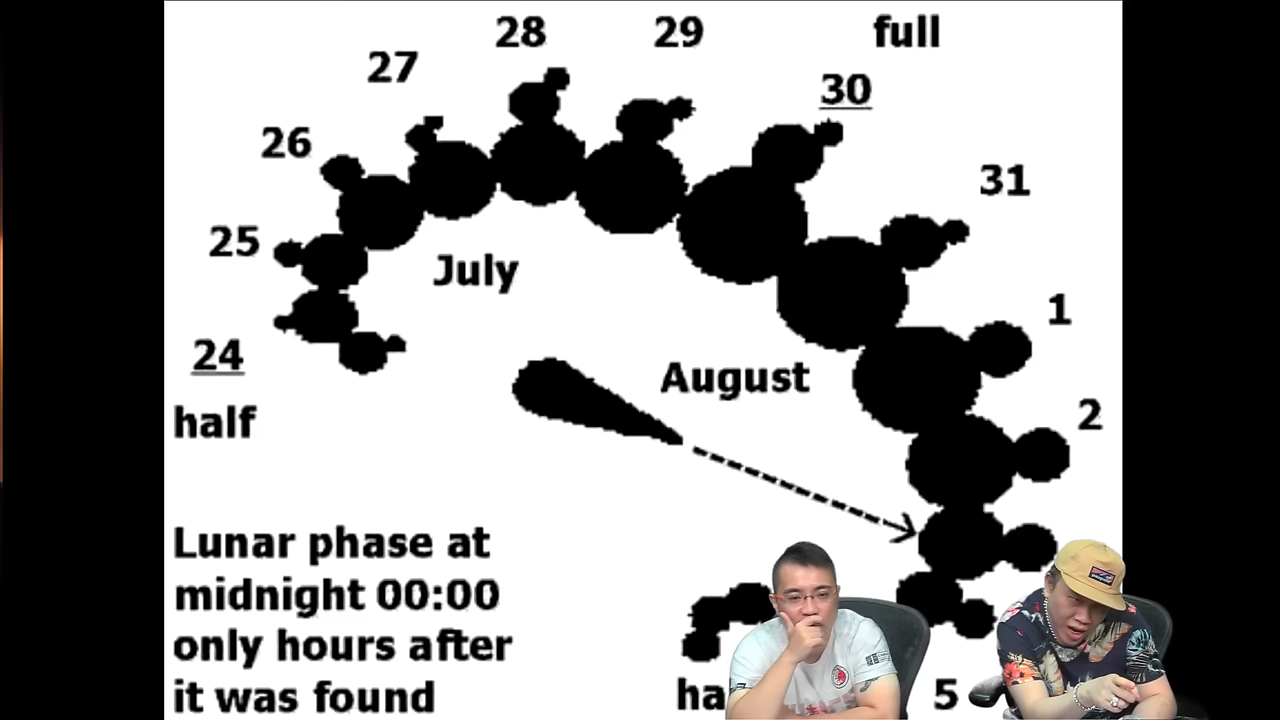 28
29
full
27
30
26
31
25
July
1
24
August
2
half
Lunar phase at
midnight 00:00
only hours after
it was found
5